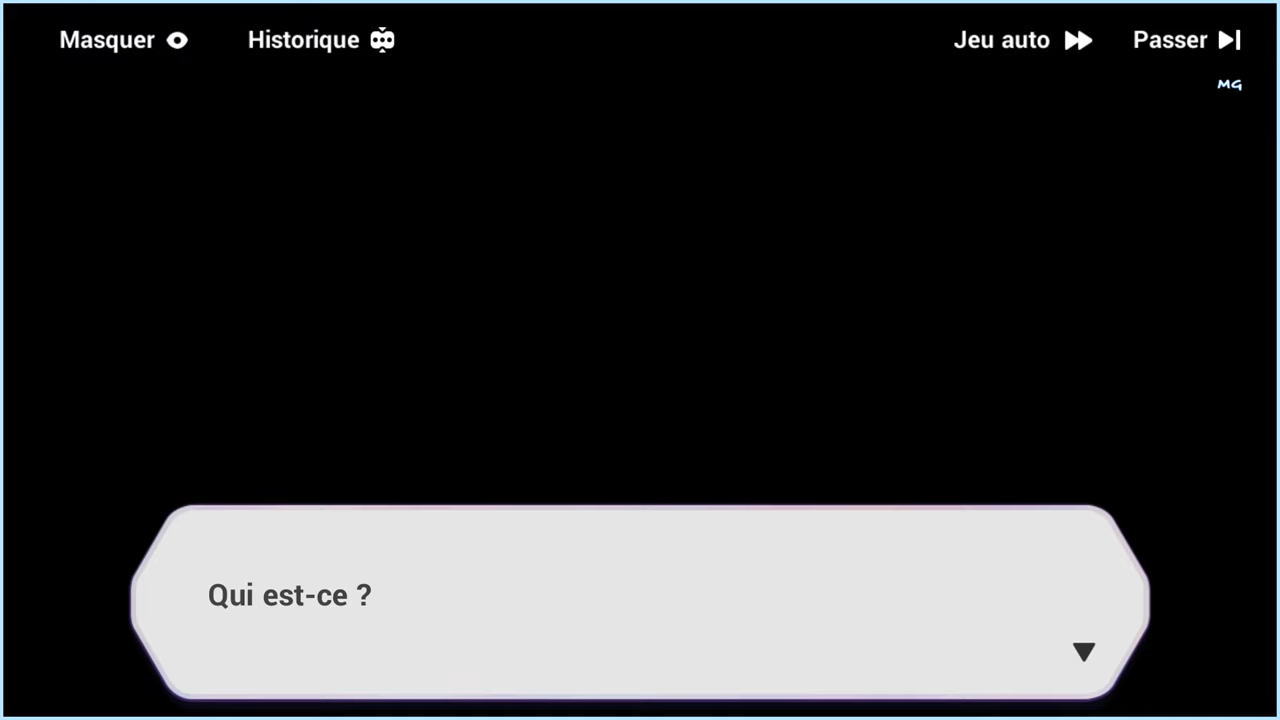 Masquer
Historique
Jeu auto
Passer
MG
Qui est-ce ?